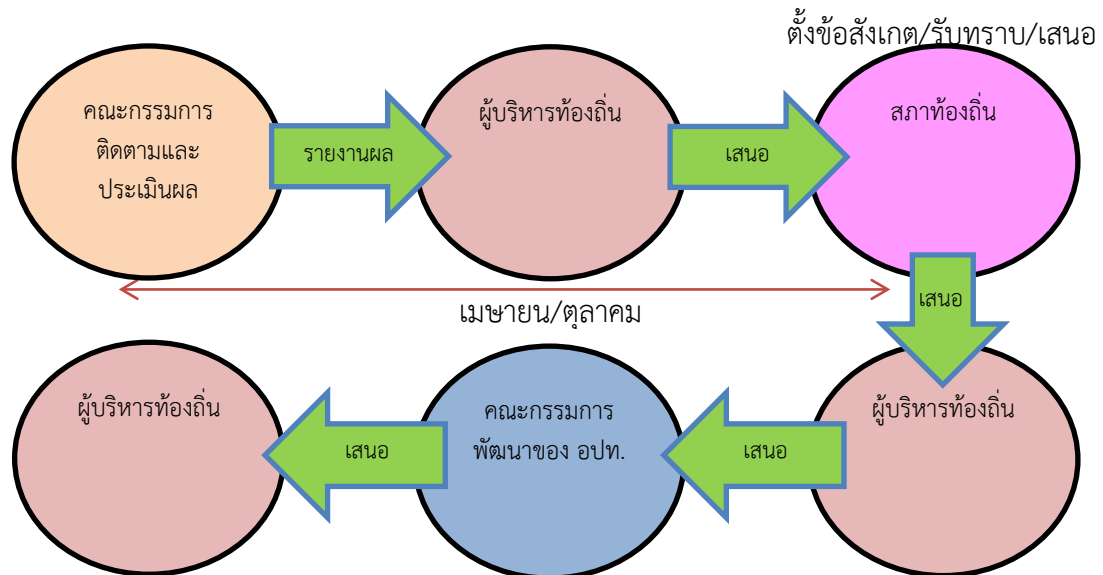 ตั้งข้อสังเกต/รับทราบ/เสนอ
คณะกรรมการ
ติดตามและ
ประเมินผล
รายงานผล
ผู้บริหารท้องถิ่น
เสนอ
สภาท้องถิ่น
เมษายน/ตุลาคม
เสนอ
ผู้บริหารท้องถิ่น
เสนอ
คณะกรรมการ
พัฒนาของ อปท.
เสนอ
ผู้บริหารท้องถิ่น